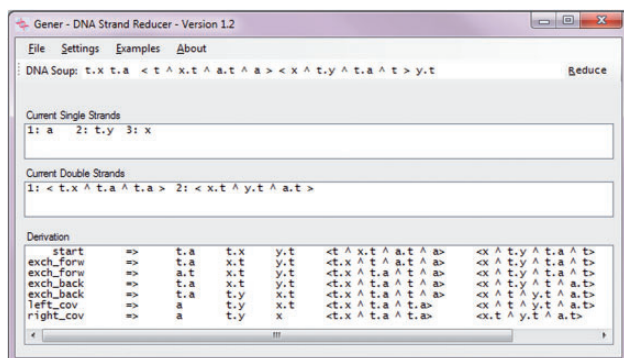 Gener - DNA Strand Reducer - Version 1.2
File Settings Examples About
DNA Soup: t.x t.a < t ^ x.t ^ a.t ^ a > < x ^ t.y ^ t.a ^ t > y.t Reduce
Current Single Strands
1: a 2: t.y 3: x
Current Double Strands
1: < t.x ^ t.a ^ t.a > 2: < x.t ^ y.t ^ a.t >
Derivation
start => t.a t.x y.t <t ^ x.t ^ a.t ^ a> <x ^ t.y ^ t.a ^ t>
exch_forw => t.a x.t y.t <t.x ^ t ^ a.t ^ a> <x ^ t.y ^ t.a ^ t>
exch_forw => a.t x.t y.t <t.x ^ t.a ^ t ^ a> <x ^ t.y ^ t.a ^ t>
exch_back => t.a x.t y.t <t.x ^ t ^ a.t ^ a> <x ^ t.y ^ t.a ^ t>
exch_back => t.a t.y x.t <t.x ^ t ^ a.t ^ a> <x ^ t ^ y.t ^ a.t>
left_cov => a t.y x.t <t.x ^ t.a ^ t.a> <x ^ t ^ y.t ^ a.t>
right_cov => a t.y x <t.x ^ t.a ^ t.a> <x.t ^ y.t ^ a.t>